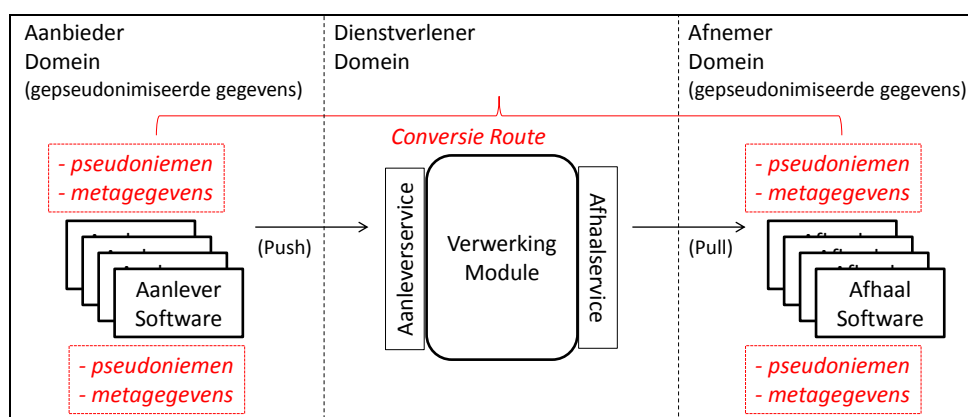 Aanbieder
Domein
(gepseudonimiseerde gegevens)
Dienstverlener
Domein
Afnemer
Domein
(gepseudonimiseerde gegevens)
Conversie Route
- pseudoniemen
- metagegevens
- pseudoniemen
- metagegevens
(Push)
Aanleverservice
Verwerking
Module
Afhaalservice
(Pull)
Aanlever
Software
Afhaal
Software
- pseudoniemen
- metagegevens
- pseudoniemen
- metagegevens